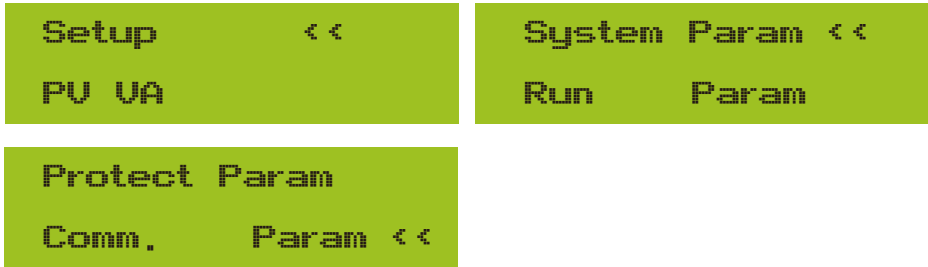 Setup <<
PV VA
System Param <<
Run Param
Protect Param
Comm. Param <<